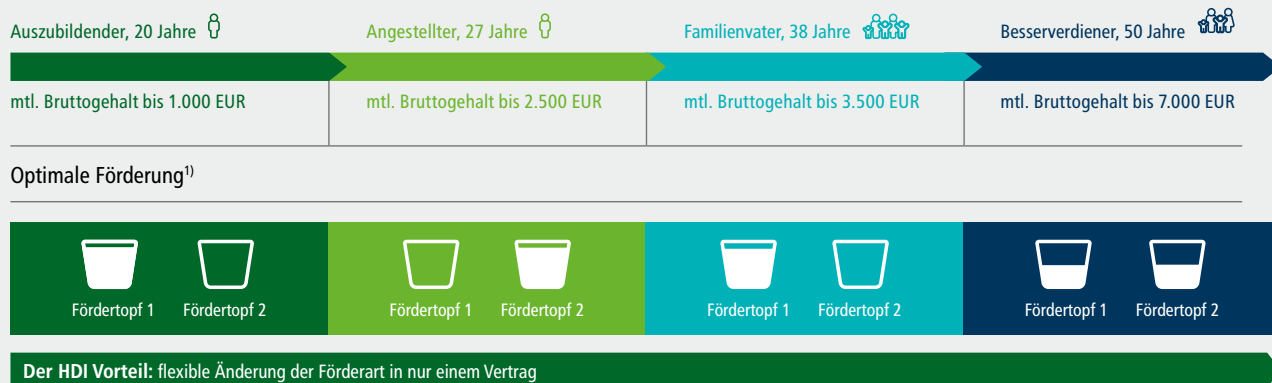 Auszubildender, 20 Jahre
Angestellter, 27 Jahre
Familienvater, 38 Jahre
Besserverdiener, 50 Jahre
mtl. Bruttogehalt bis 1.000 EUR
mtl. Bruttogehalt bis 2.500 EUR
mtl. Bruttogehalt bis 3.500 EUR
mtl. Bruttogehalt bis 7.000 EUR
Optimale Förderung1)
Fördertopf 1
Fördertopf 2
Fördertopf 1
Fördertopf 2
Fördertopf 1
Fördertopf 2
Fördertopf 1
Fördertopf 2
Der HDI Vorteil: flexible Änderung der Förderart in nur einem Vertrag